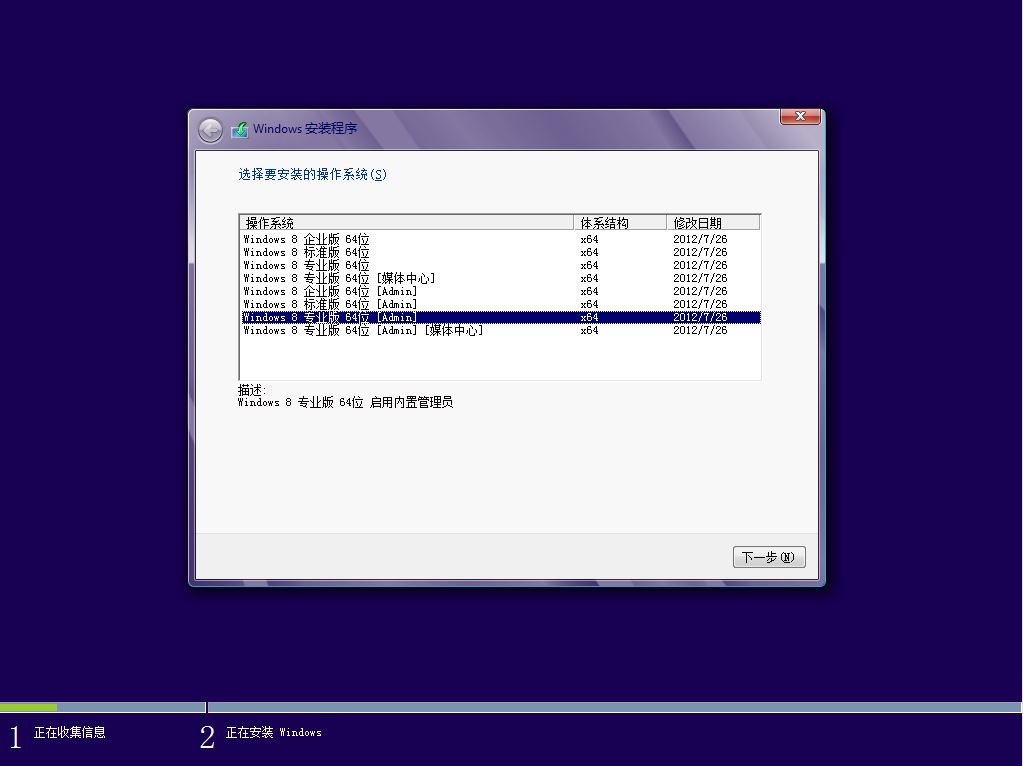 Windows 安装程序
选择要安装的操作系统(S)
操作系统 体系结构 修改日期
Windows 8 企业版 64位 x64 2012/7/26
Windows 8 标准版 64位 x64 2012/7/26
Windows 8 专业版 64位 x64 2012/7/26
Windows 8 专业版 64位 [媒体中心] x64 2012/7/26
Windows 8 企业版 64位 [Admin] x64 2012/7/26
Windows 8 标准版 64位 [Admin] x64 2012/7/26
Windows 8 专业版 64位 [Admin] x64 2012/7/26
Windows 8 专业版 64位 [Admin] [媒体中心] x64 2012/7/26
描述:
Windows 8 专业版 64位 启用内置管理员
下一步(N)
1 正在收集信息 2 正在安装 Windows